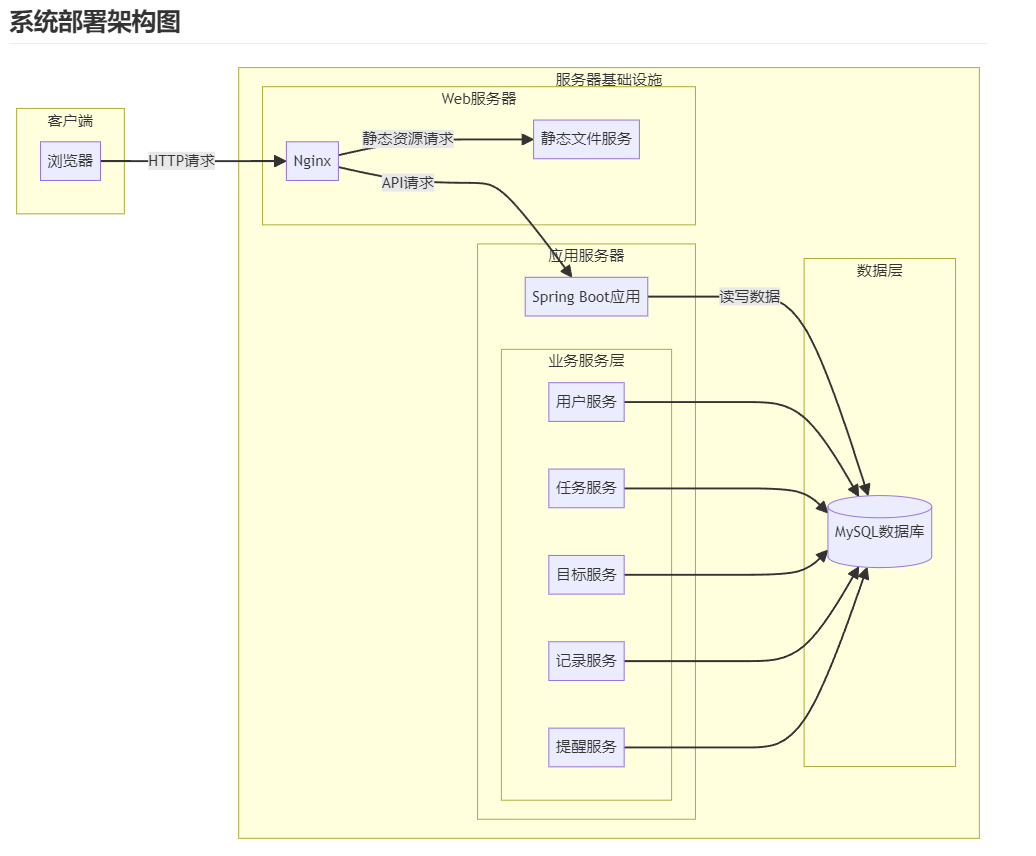 系统部署架构图
服务器基础设施
Web服务器
客户端
静态资源请求
静态文件服务
浏览器
HTTP请求
Nginx
API请求
应用服务器
数据层
Spring Boot应用
读写数据
业务服务层
用户服务
任务服务
MySQL数据库
目标服务
记录服务
提醒服务